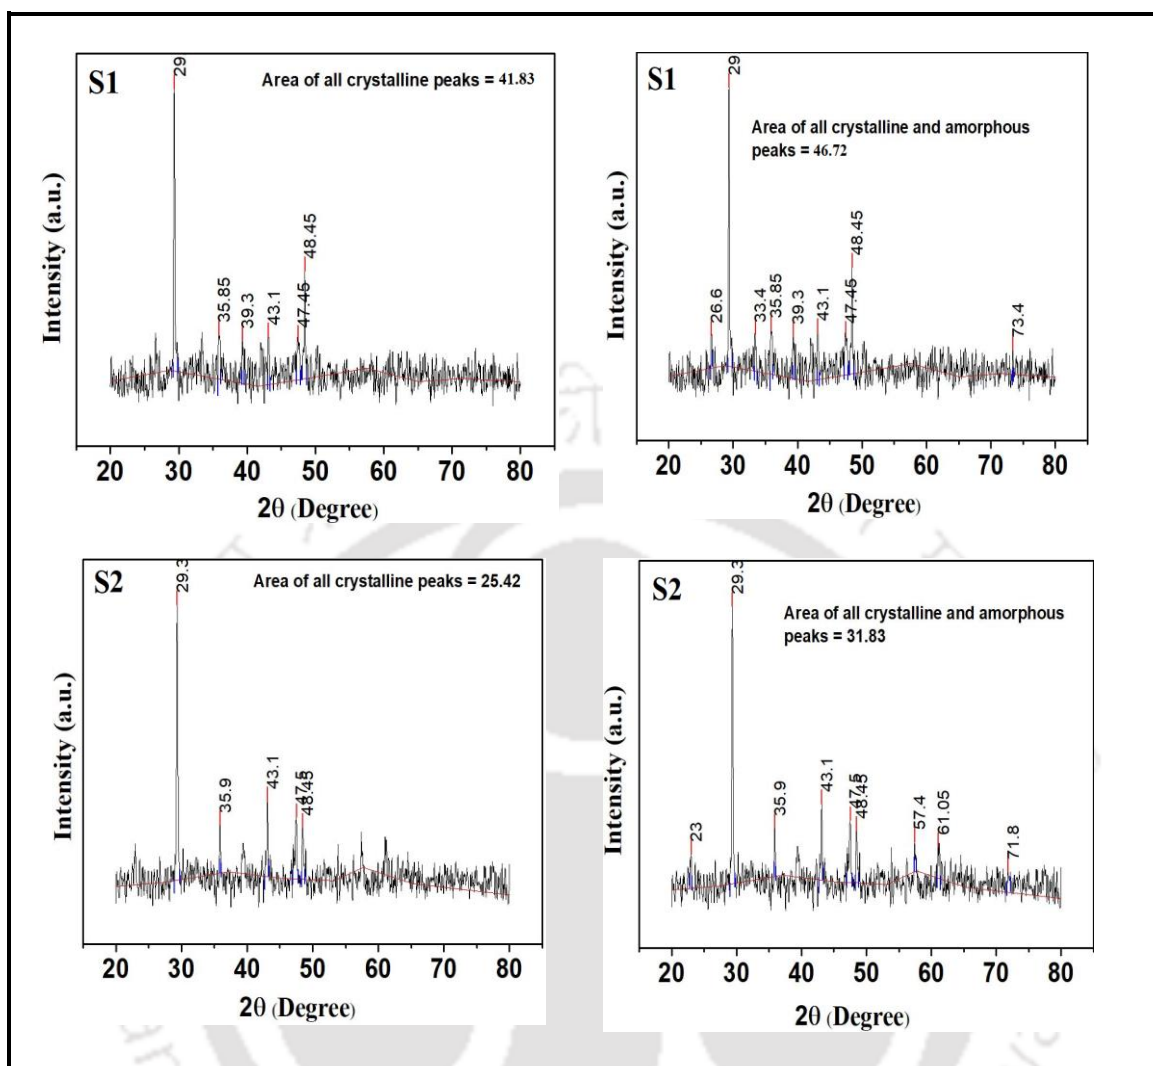 S1
Area of all crystalline peaks = 41.83
29
35.85
39.3
43.1
47.45
48.45
Intensity (a.u.)
20 30 40 50 60 70 80
2θ (Degree)
S1
Area of all crystalline and amorphous
peaks = 46.72
26.6
29
33.4
35.85
39.3
43.1
47.45
48.45
73.4
Intensity (a.u.)
20 30 40 50 60 70 80
2θ (Degree)
S2
Area of all crystalline peaks = 25.42
29.3
35.9
43.1
47.5
48.45
Intensity (a.u.)
20 30 40 50 60 70 80
2θ (Degree)
S2
Area of all crystalline and amorphous
peaks = 31.83
23
29.3
35.9
43.1
47.5
48.45
57.4
61.05
71.8
Intensity (a.u.)
20 30 40 50 60 70 80
2θ (Degree)